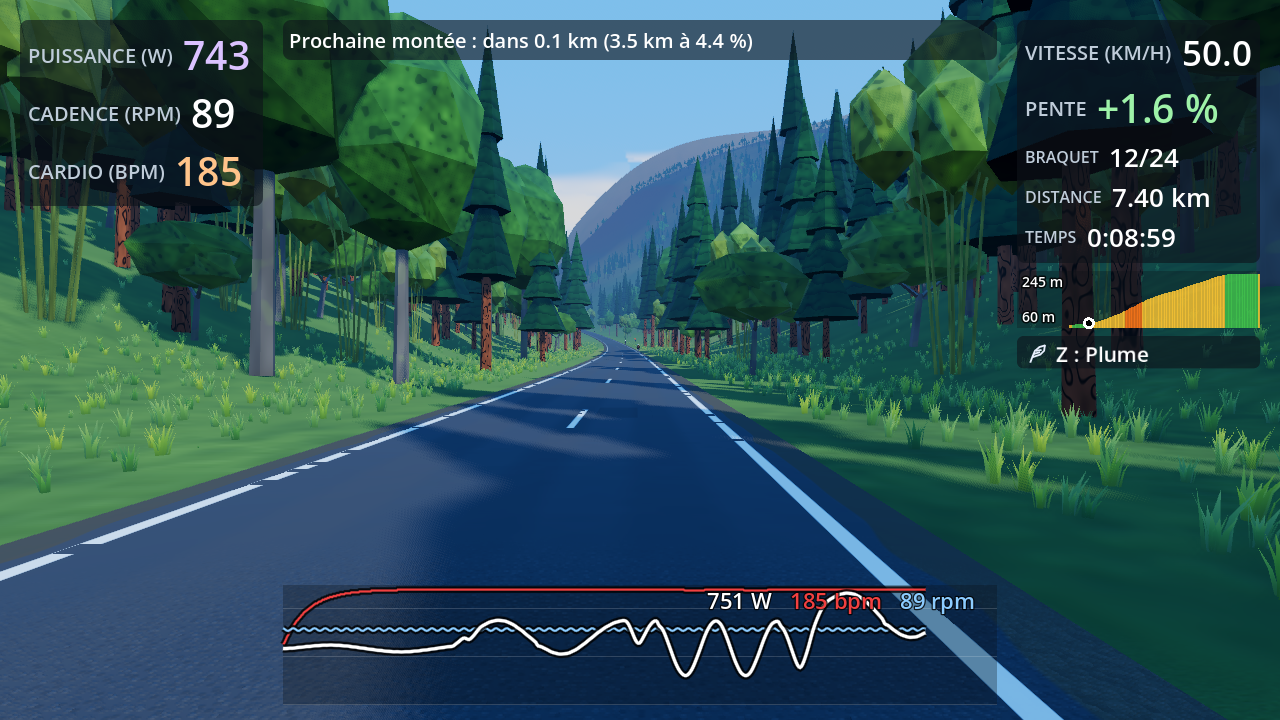 PUISSANCE (W) 743
CADENCE (RPM) 89
CARDIO (BPM) 185
Prochaine montée : dans 0.1 km (3.5 km à 4.4 %)
VITESSE (KM/H) 50.0
PENTE +1.6 %
BRAQUET 12/24
DISTANCE 7.40 km
TEMPS 0:08:59
245 m
60 m
Z : Plume
751 W 185 bpm 89 rpm